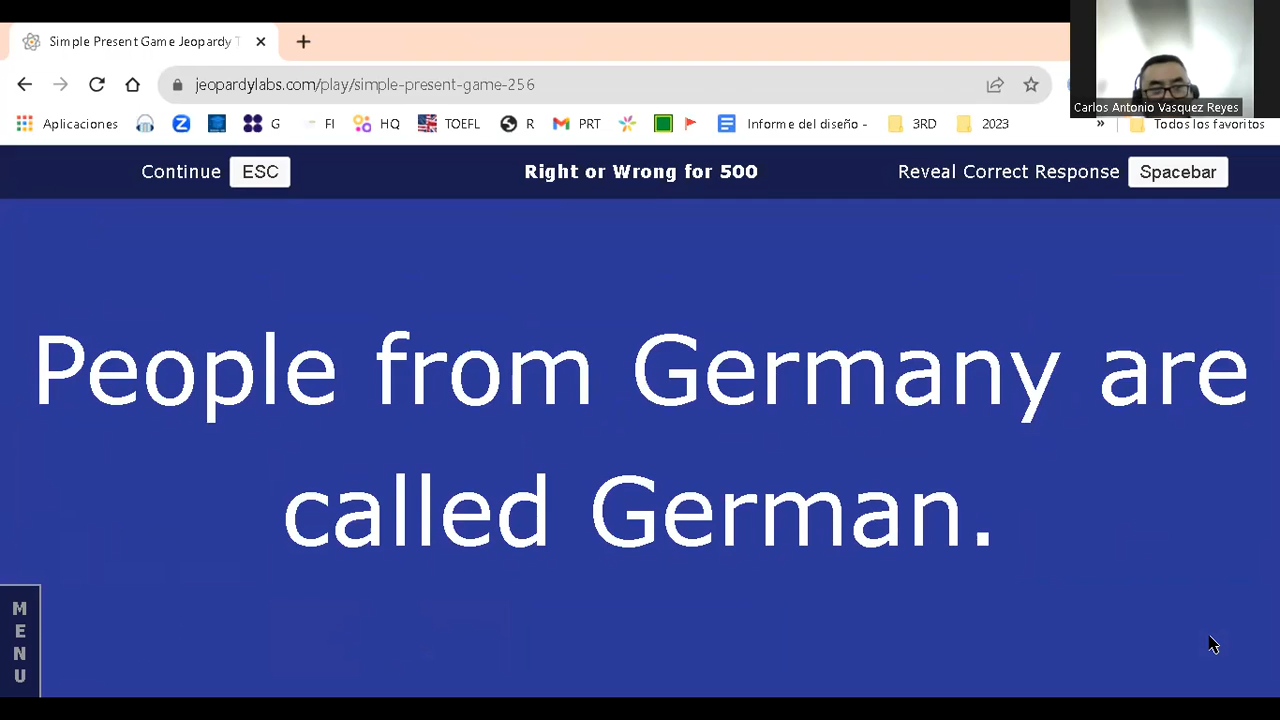 Simple Present Game Jeopardy T
jeopardylabs.com/play/simple-present-game-256
Carlos Antonio Vasquez Reyes
Aplicaciones G FI HQ TOEFL R PRT Informe del diseño - 3RD 2023 » Todos los favoritos
Continue ESC Right or Wrong for 500 Reveal Correct Response Spacebar
People from Germany are
called German.
MENU